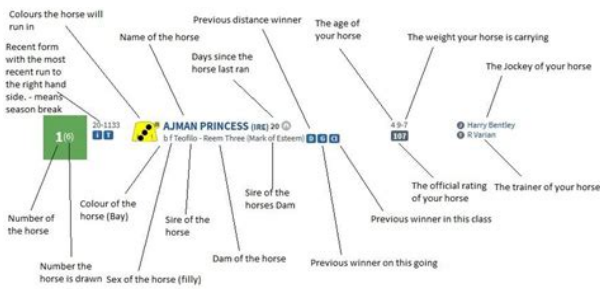 Colours the horse will
run in
Previous distance winner
The age of
your horse
Name of the horse
The weight your horse is carrying
Recent form
with the most
recent run to
the right hand
side. - means
season break
Days since the
horse last ran
The Jockey of your horse
1(6)
20-1133
AJMAN PRINCESS (IRE) 20
b f Teofilo - Reem Three (Mark of Esteem) D G CI
4 9-7
107
Harry Bentley
R Varian
Number of
the horse
Colour of the
horse (Bay)
Sire of the
horse
Sire of the
horses Dam
The official rating
of your horse
The trainer of your horse
Previous winner in this class
Number the
horse is drawn
Sex of the horse (filly)
Dam of the horse
Previous winner on this going